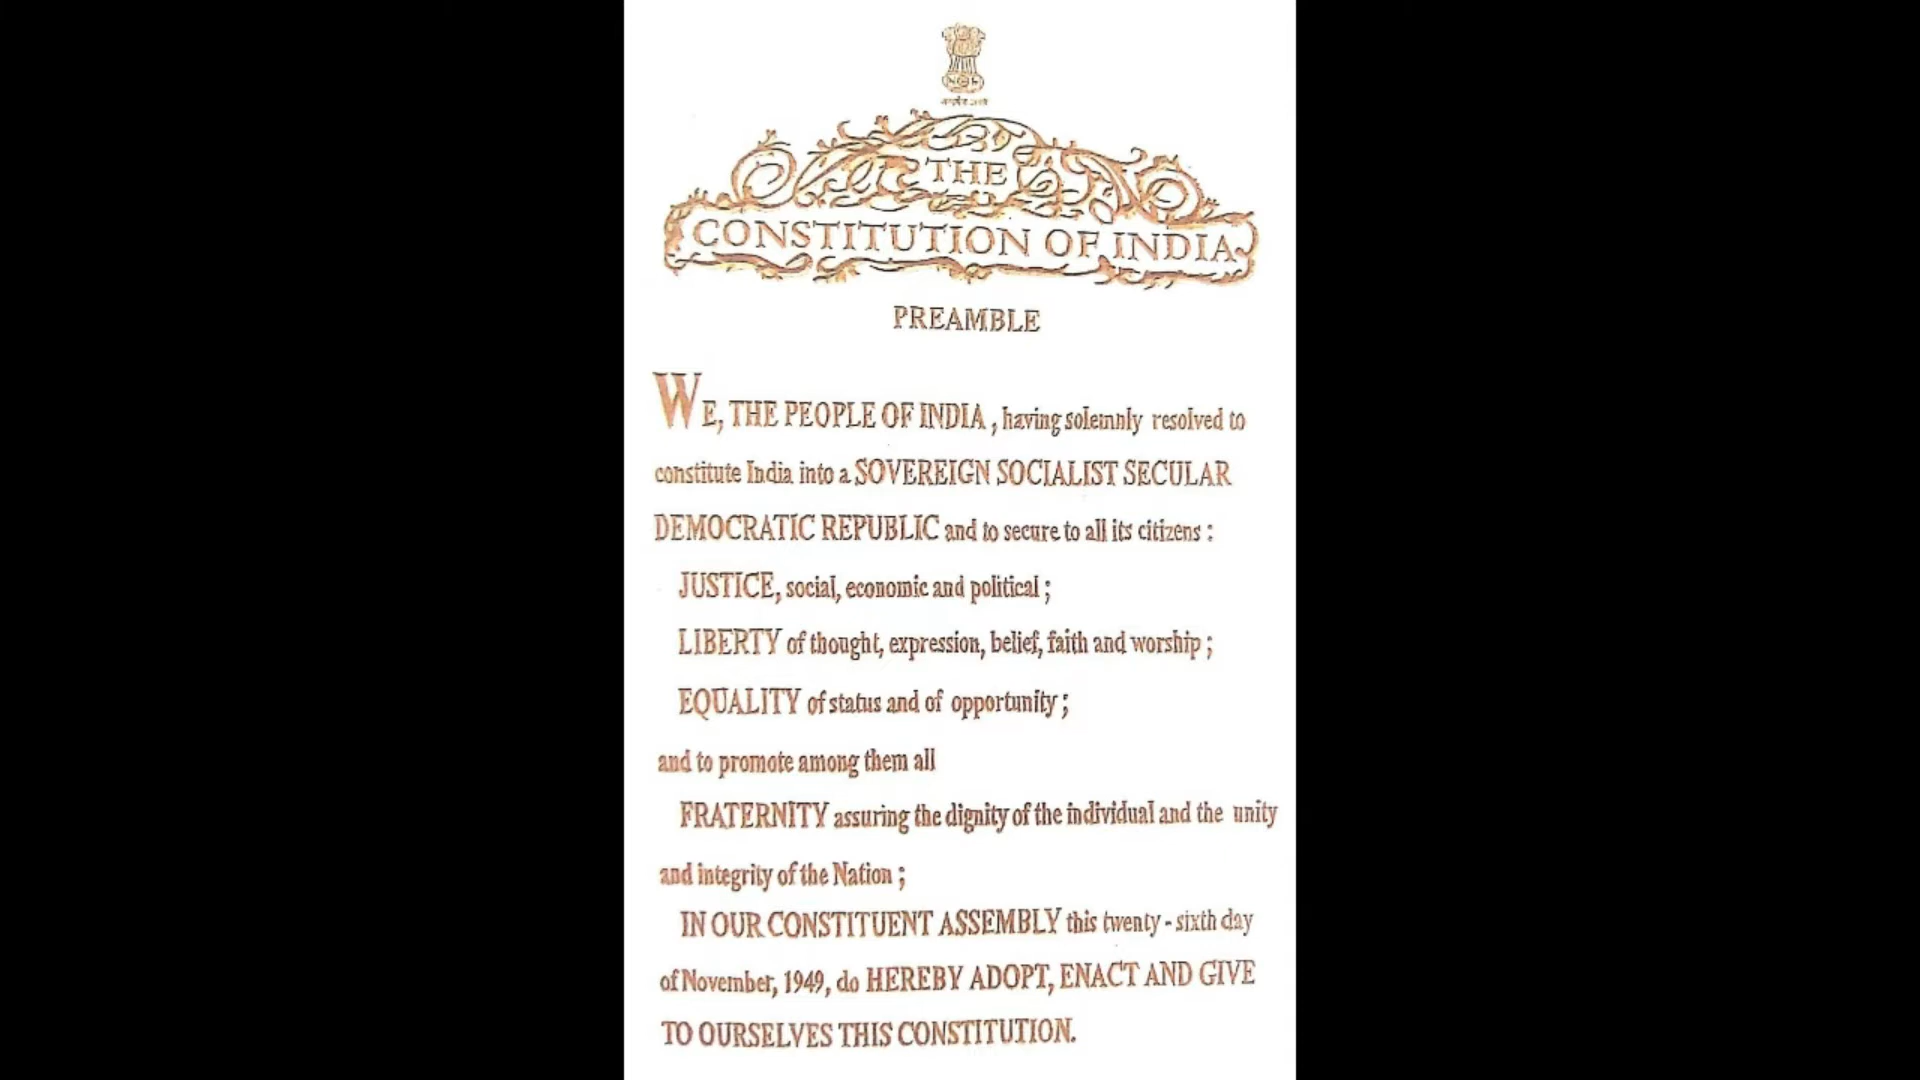 THE
CONSTITUTION OF INDIA
PREAMBLE
WE, THE PEOPLE OF INDIA , having solemnly resolved to
constitute India into a SOVEREIGN SOCIALIST SECULAR
DEMOCRATIC REPUBLIC and to secure to all its citizens :
JUSTICE, social, economic and political ;
LIBERTY of thought, expression, belief, faith and worship ;
EQUALITY of status and of opportunity ;
and to promote among them all
FRATERNITY assuring the dignity of the individual and the unity
and integrity of the Nation ;
IN OUR CONSTITUENT ASSEMBLY this twenty - sixth day
of November, 1949, do HEREBY ADOPT, ENACT AND GIVE
TO OURSELVES THIS CONSTITUTION.